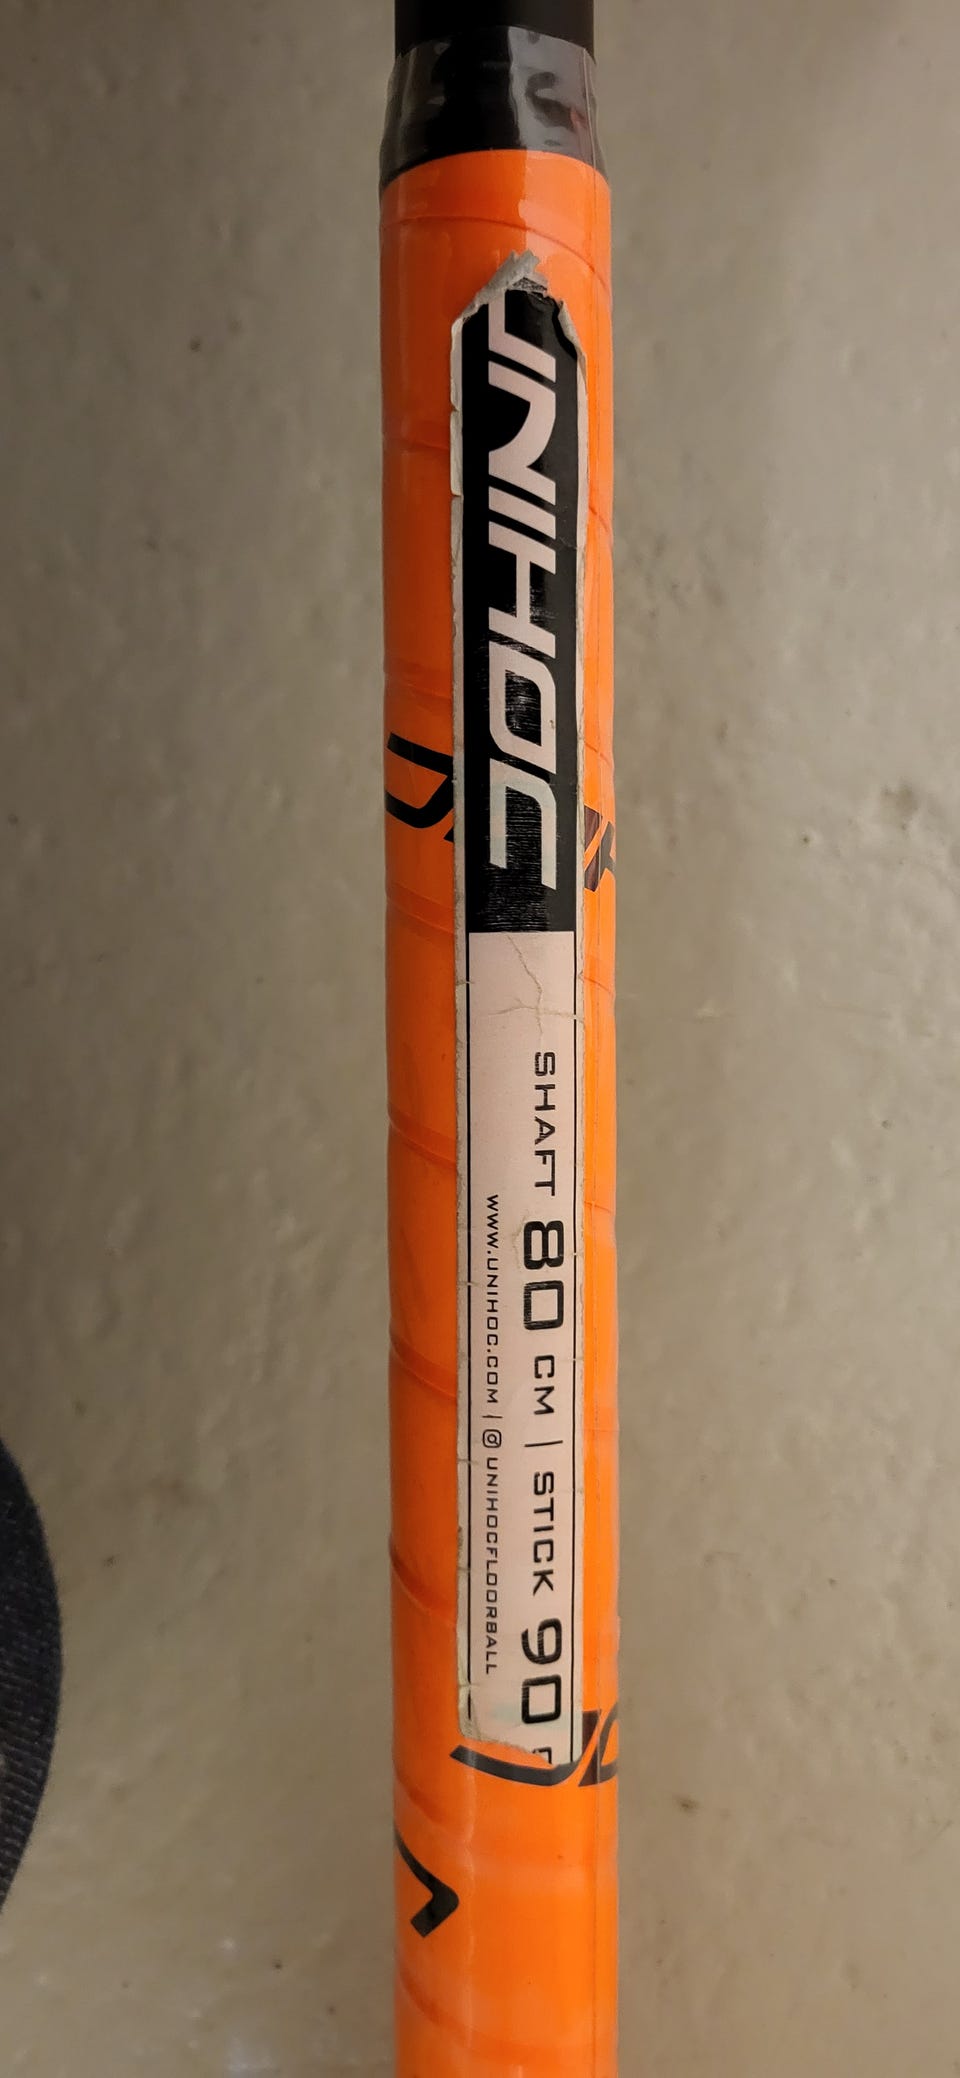 UNIHOC
SHAFT 80 CM | STICK 90
WWW.UNIHOC.COM | UNIHOCFLOORBALL